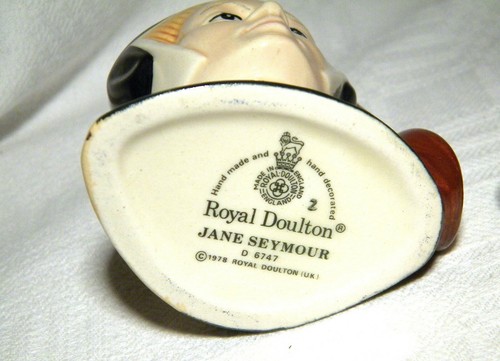 Hand made and hand decorated
MADE IN ENGLAND
ROYAL DOULTON
ENGLAND
2
Royal Doulton®
JANE SEYMOUR
D 6747
©1978 ROYAL DOULTON (UK)